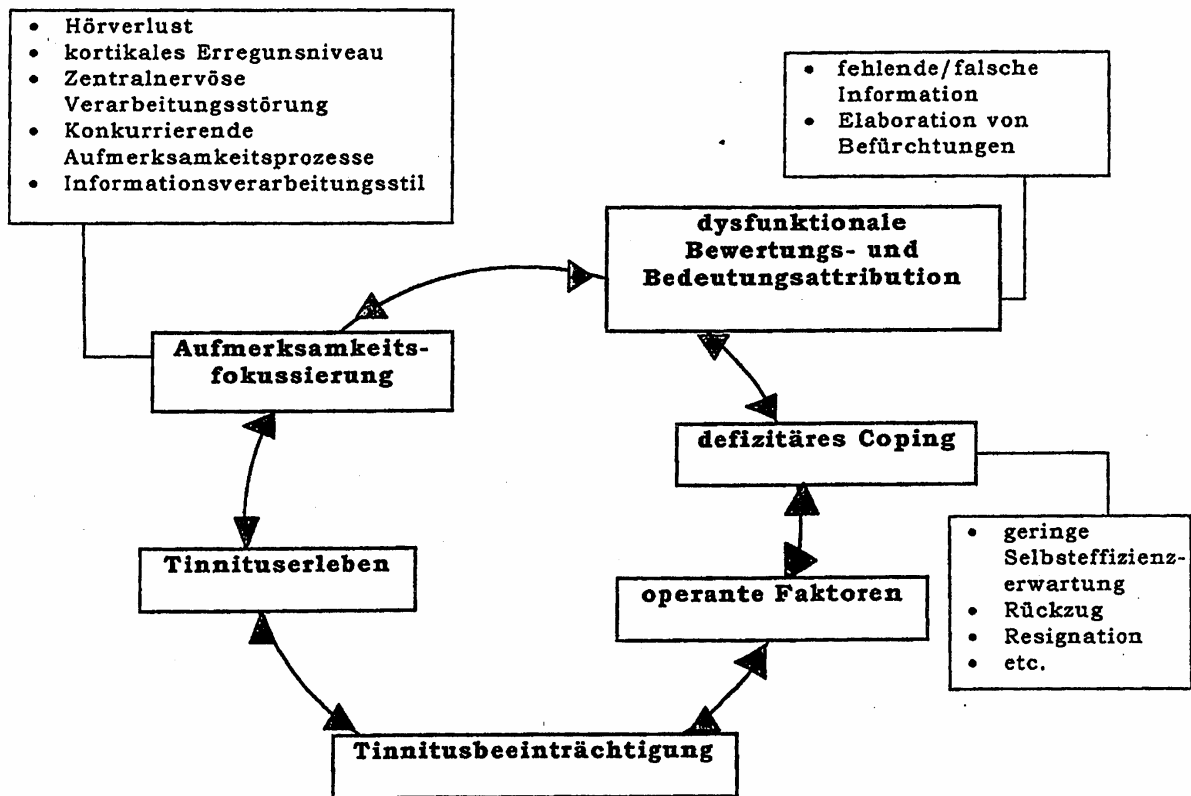 • Hörverlust
• kortikales Erregunsniveau
• Zentralnervöse
Verarbeitungsstörung
• Konkurrierende
Aufmerksamkeitsprozesse
• Informationsverarbeitungsstil
• fehlende/falsche
Information
• Elaboration von
Befürchtungen
dysfunktionale
Bewertungs- und
Bedeutungsattribution
Aufmerksamkeits-
fokussierung
defizitäres Coping
• geringe
Selbsteffizienz-
erwartung
• Rückzug
• Resignation
• etc.
Tinnituserleben
operante Faktoren
Tinnitusbeeinträchtigung